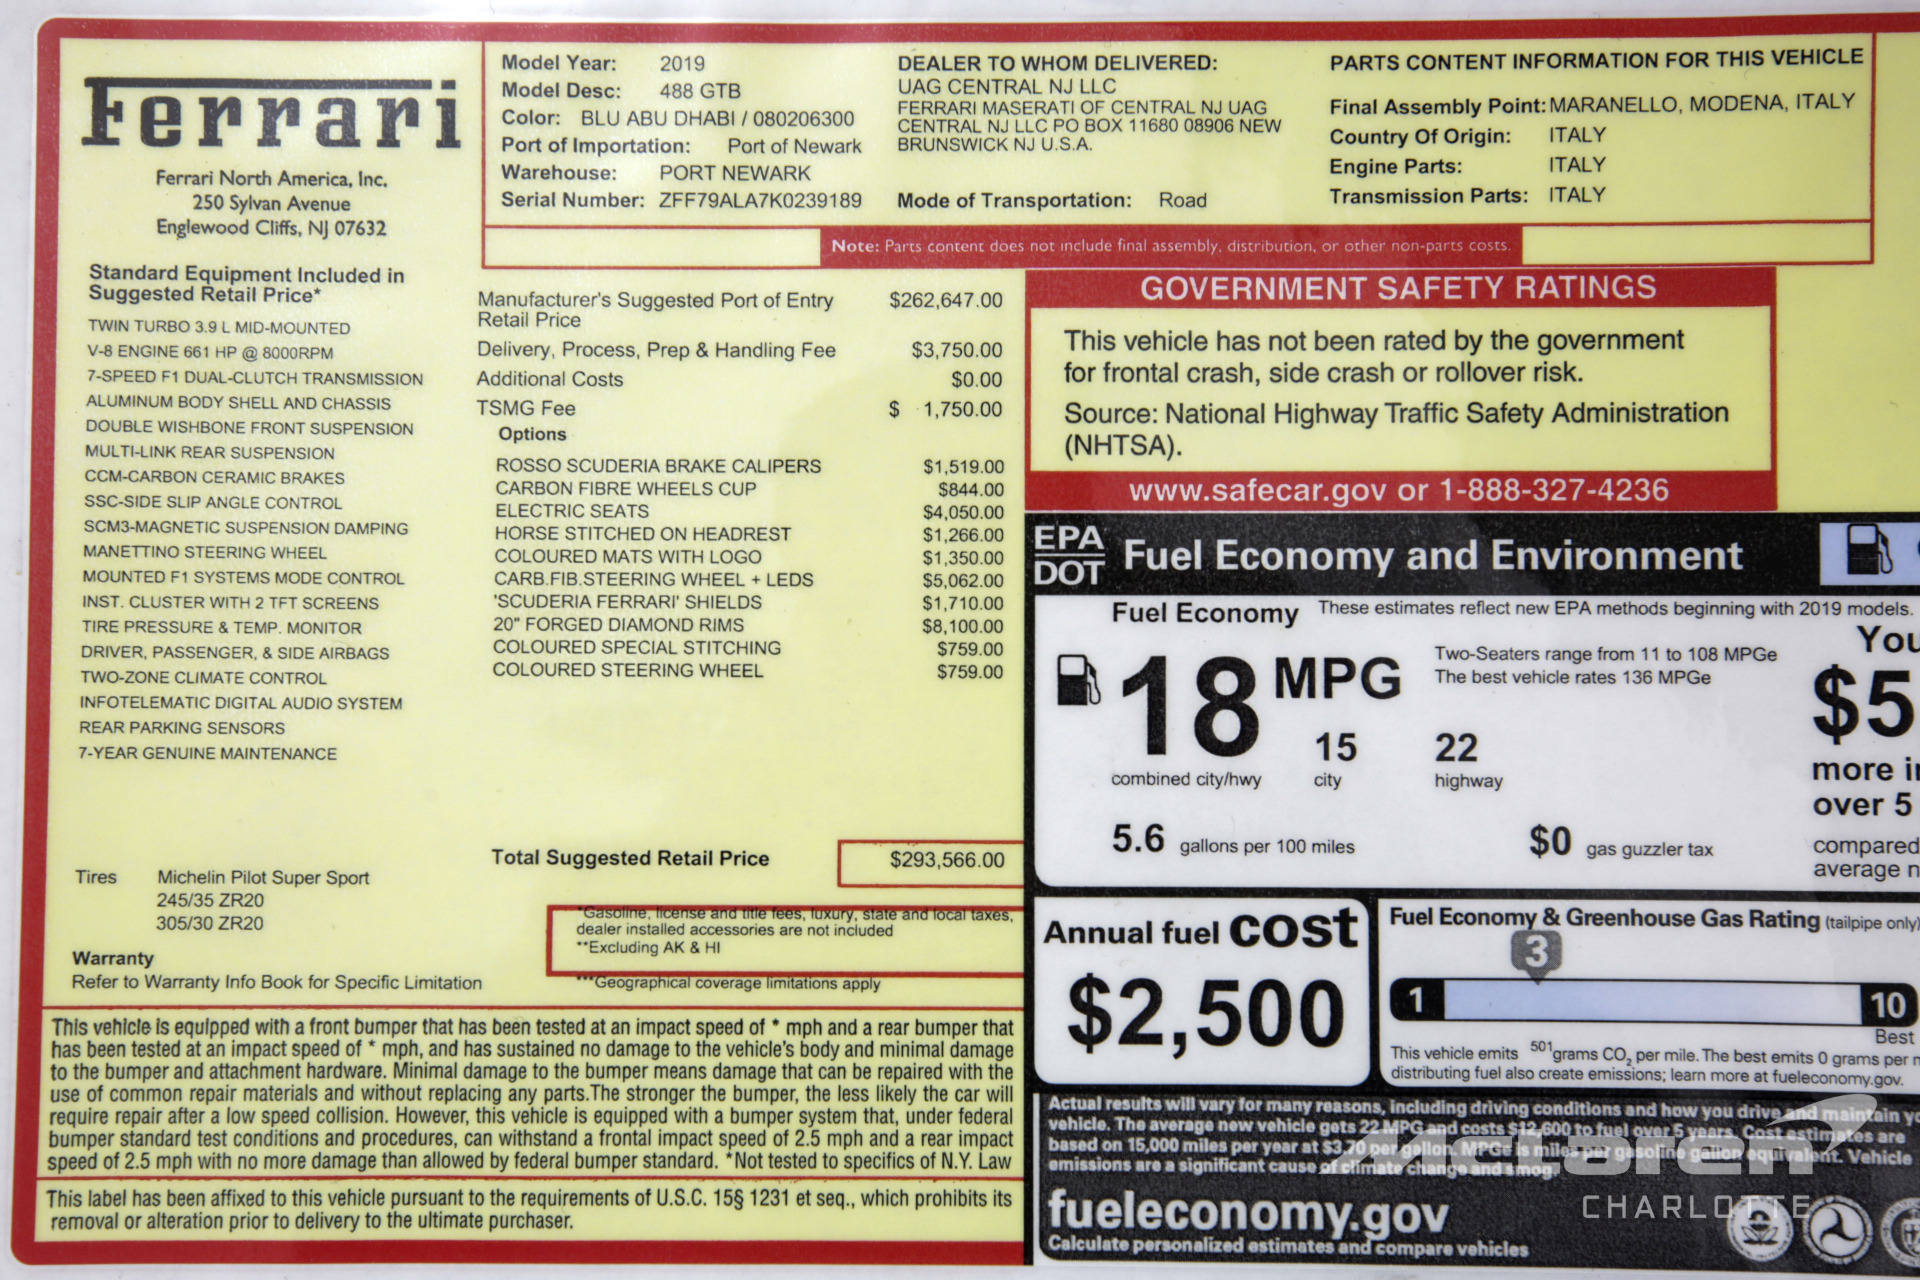 Ferrari
Ferrari North America, Inc.
250 Sylvan Avenue
Englewood Cliffs, NJ 07632
Model Year: 2019
Model Desc: 488 GTB
Color: BLU ABU DHABI / 080206300
Port of Importation: Port of Newark
Warehouse: PORT NEWARK
Serial Number: ZFF79ALA7K0239189
DEALER TO WHOM DELIVERED:
UAG CENTRAL NJ LLC
FERRARI MASERATI OF CENTRAL NJ UAG
CENTRAL NJ LLC PO BOX 11680 08906 NEW
BRUNSWICK NJ U.S.A.
Mode of Transportation: Road
PARTS CONTENT INFORMATION FOR THIS VEHICLE
Final Assembly Point: MARANELLO, MODENA, ITALY
Country Of Origin: ITALY
Engine Parts: ITALY
Transmission Parts: ITALY
Note: Parts content does not include final assembly, distribution, or other non-parts costs.
Standard Equipment Included in
Suggested Retail Price*
TWIN TURBO 3.9 L MID-MOUNTED
V-8 ENGINE 661 HP @ 8000RPM
7-SPEED F1 DUAL-CLUTCH TRANSMISSION
ALUMINUM BODY SHELL AND CHASSIS
DOUBLE WISHBONE FRONT SUSPENSION
MULTI-LINK REAR SUSPENSION
CCM-CARBON CERAMIC BRAKES
SSC-SIDE SLIP ANGLE CONTROL
SCM3-MAGNETIC SUSPENSION DAMPING
MANETTINO STEERING WHEEL
MOUNTED F1 SYSTEMS MODE CONTROL
INST. CLUSTER WITH 2 TFT SCREENS
TIRE PRESSURE & TEMP. MONITOR
DRIVER, PASSENGER, & SIDE AIRBAGS
TWO-ZONE CLIMATE CONTROL
INFOTELEMATIC DIGITAL AUDIO SYSTEM
REAR PARKING SENSORS
7-YEAR GENUINE MAINTENANCE
Tires Michelin Pilot Super Sport
245/35 ZR20
305/30 ZR20
Warranty
Refer to Warranty Info Book for Specific Limitation
Manufacturer's Suggested Port of Entry $262,647.00
Retail Price
Delivery, Process, Prep & Handling Fee $3,750.00
Additional Costs $0.00
TSMG Fee $ 1,750.00
Options
ROSSO SCUDERIA BRAKE CALIPERS $1,519.00
CARBON FIBRE WHEELS CUP $844.00
ELECTRIC SEATS $4,050.00
HORSE STITCHED ON HEADREST $1,266.00
COLOURED MATS WITH LOGO $1,350.00
CARB.FIB.STEERING WHEEL + LEDS $5,062.00
'SCUDERIA FERRARI' SHIELDS $1,710.00
20" FORGED DIAMOND RIMS $8,100.00
COLOURED SPECIAL STITCHING $759.00
COLOURED STEERING WHEEL $759.00
Total Suggested Retail Price $293,566.00
*Gasoline, license and title fees, luxury, state and local taxes,
dealer installed accessories are not included
**Excluding AK & HI
***Geographical coverage limitations apply
This vehicle is equipped with a front bumper that has been tested at an impact speed of * mph and a rear bumper that
has been tested at an impact speed of * mph, and has sustained no damage to the vehicle's body and minimal damage
to the bumper and attachment hardware. Minimal damage to the bumper means damage that can be repaired with the
use of common repair materials and without replacing any parts.The stronger the bumper, the less likely the car will
require repair after a low speed collision. However, this vehicle is equipped with a bumper system that, under federal
bumper standard test conditions and procedures, can withstand a frontal impact speed of 2.5 mph and a rear impact
speed of 2.5 mph with no more damage than allowed by federal bumper standard. *Not tested to specifics of N.Y. Law
This label has been affixed to this vehicle pursuant to the requirements of U.S.C. 15§ 1231 et seq., which prohibits its
removal or alteration prior to delivery to the ultimate purchaser.
GOVERNMENT SAFETY RATINGS
This vehicle has not been rated by the government
for frontal crash, side crash or rollover risk.
Source: National Highway Traffic Safety Administration
(NHTSA).
www.safecar.gov or 1-888-327-4236
EPA
DOT
Fuel Economy and Environment
Fuel Economy
These estimates reflect new EPA methods beginning with 2019 models.
18 MPG
Two-Seaters range from 11 to 108 MPGe
The best vehicle rates 136 MPGe
15
22
combined city/hwy
city
highway
5.6 gallons per 100 miles
$0 gas guzzler tax
You
$5
more i
over 5
compared
average n
Annual fuel cost
$2,500
Fuel Economy & Greenhouse Gas Rating (tailpipe only)
3
1
10
Best
This vehicle emits 501 grams CO2 per mile. The best emits 0 grams per m
distributing fuel also create emissions; learn more at fueleconomy.gov.
Actual results will vary for many reasons, including driving conditions and how you drive and maintain yo
vehicle. The average new vehicle gets 22 MPG and costs $12,600 to fuel over 5 years. Cost estimates are
based on 15,000 miles per year at $3.70 per gallon. MPGe is miles per gasoline gallon equivalent. Vehicle
emissions are a significant cause of climate change and smog.
fueleconomy.gov
Calculate personalized estimates and compare vehicles
McLaren
CHARLOTTE